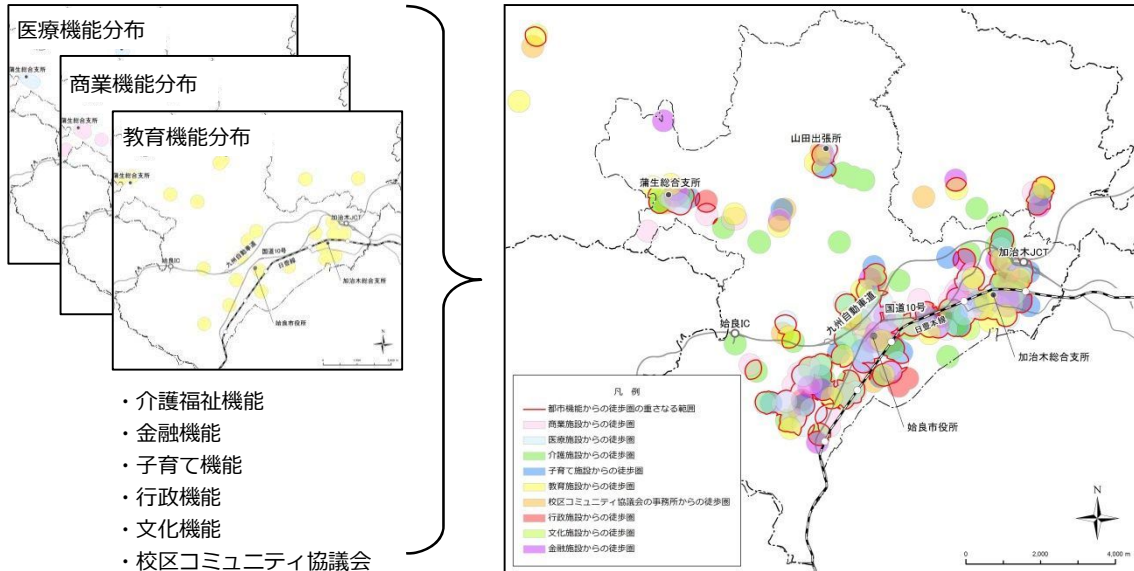 医療機能分布
蒲生総合支所
商業機能分布
蒲生総合支所
教育機能分布
蒲生総合支所
加治木JCT
九州自動車道
国道10号
日豊線
姶良IC
加治木総合支所
姶良市役所
N
・介護福祉機能
・金融機能
・子育て機能
・行政機能
・文化機能
・校区コミュニティ協議会
山田出張所
蒲生総合支所
加治木JCT
九州自動車道
国道10号
日豊本線
姶良IC
加治木総合支所
姶良市役所
凡 例
都市機能からの徒歩圏の重さなる範囲
商業施設からの徒歩圏
医療施設からの徒歩圏
介護施設からの徒歩圏
子育て施設からの徒歩圏
教育施設からの徒歩圏
校区コミュニティ協議会の事務所からの徒歩圏
行政施設からの徒歩圏
文化施設からの徒歩圏
金融施設からの徒歩圏
N
0 2,000 4,000 m